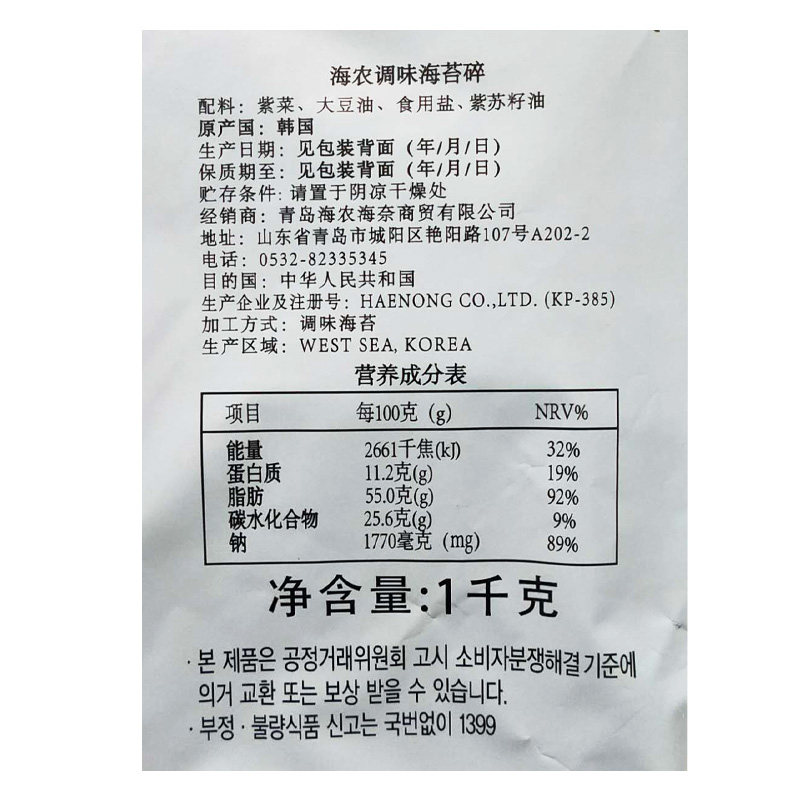 海农调味海苔碎
配料：紫菜、大豆油、食用盐、紫苏籽油
原产国：韩国
生产日期：见包装背面（年/月/日）
保质期至：见包装背面（年/月/日）
贮存条件: 请置于阴凉干燥处
经销商：青岛海农海奈商贸有限公司
地址：山东省青岛市城阳区艳阳路107号A202-2
电话：0532-82335345
目的国：中华人民共和国
生产企业及注册号：HAENONG CO.,LTD. (KP-385)
加工方式：调味海苔
生产区域：WEST SEA, KOREA
营养成分表
项目 每100克 (g) NRV%
能量 2661千焦(kJ) 32%
蛋白质 11.2克(g) 19%
脂肪 55.0克(g) 92%
碳水化合物 25.6克(g) 9%
钠 1770毫克 (mg) 89%
净含量:1千克
· 본 제품은 공정거래위원회 고시 소비자분쟁해결 기준에
의거 교환 또는 보상 받을 수 있습니다.
· 부정 · 불량식품 신고는 국번없이 1399